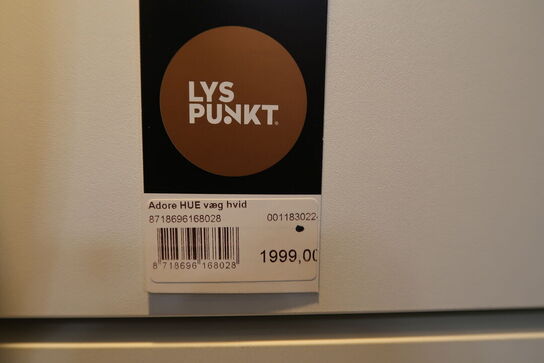 LYS
PUNKT.
Adore HUE væg hvid
8718696168028 001183022-
1999,00
8 718696 168028